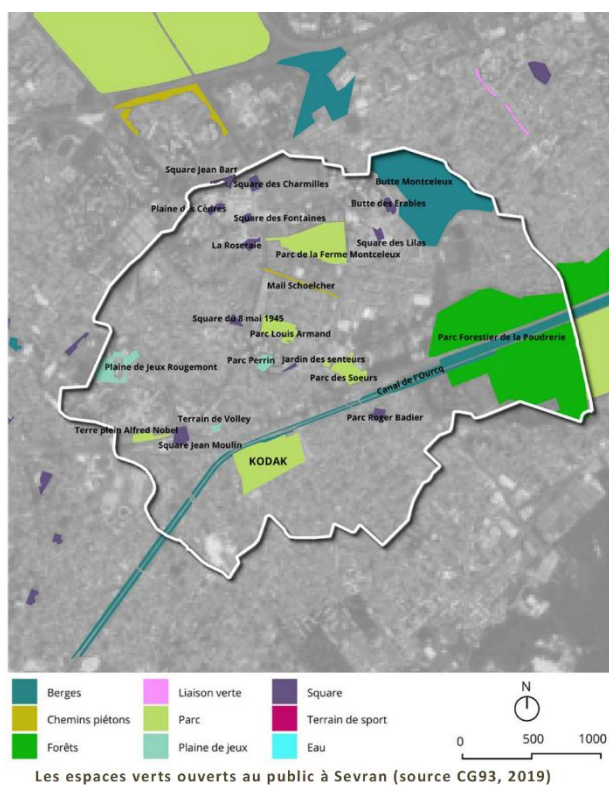 Square Jean Bart
Square des Charmilles
Butte Montceleux
Plaine des Cèdres
Butte des Erables
Square des Fontaines
La Roseraie
Square des Lilas
Parc de la Ferme Montceleux
Mail Schoelcher
Square du 8 mai 1945
Parc Louis Armand
Parc Forestier de la Poudrerie
Parc Perrin
Jardin des senteurs
Plaine de Jeux Rougemont
Parc des Soeurs
Canal de l'Ourcq
Terrain de Volley
Parc Roger Badier
Terre plein Alfred Nobel
Square Jean Moulin
KODAK
Berges
Liaison verte
Square
Chemins piétons
Parc
Terrain de sport
Forêts
Plaine de jeux
Eau
N
0 500 1000
Les espaces verts ouverts au public à Sevran (source CG93, 2019)